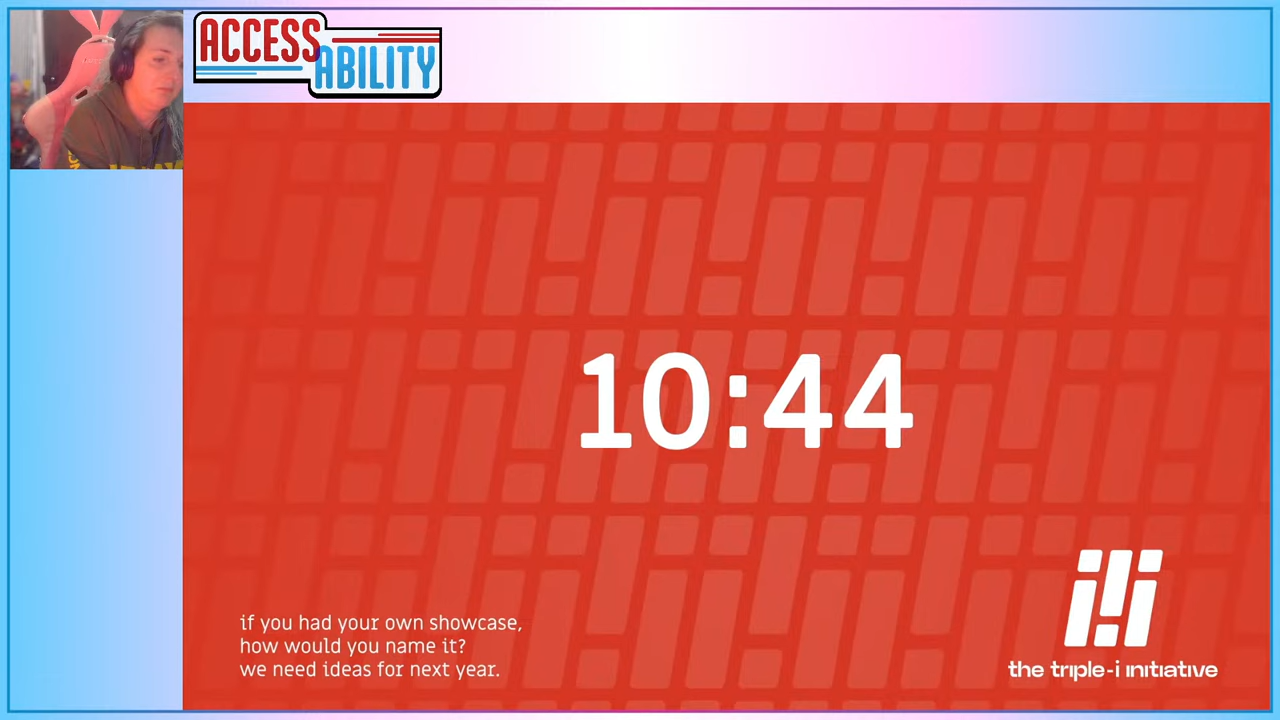 ACCESS
ABILITY
10:44
if you had your own showcase,
how would you name it?
we need ideas for next year.
the triple-i initiative